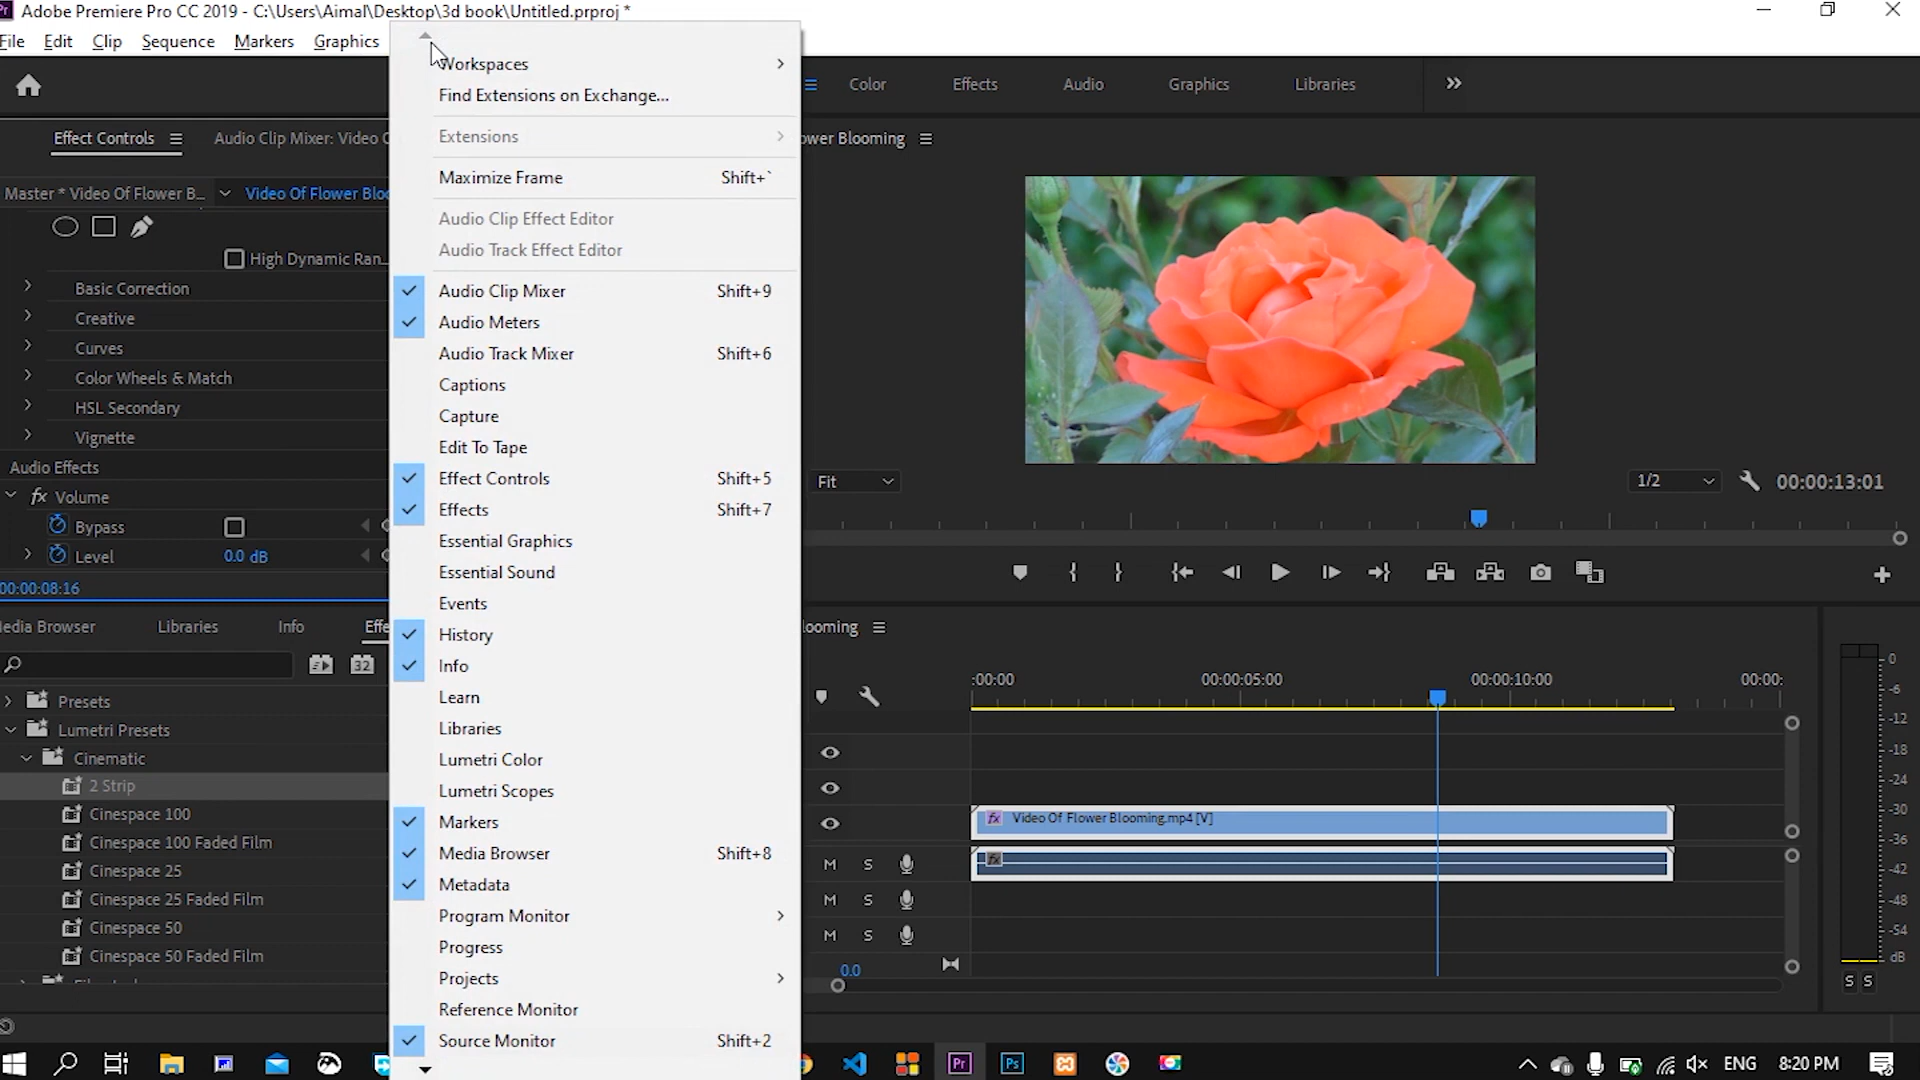 Pr Adobe Premiere Pro CC 2019 - C:\Users\Aimal\Desktop\3d book\Untitled.prproj *
File Edit Clip Sequence Markers Graphics
Workspaces
Find Extensions on Exchange...
Extensions
Maximize Frame Shift+`
Audio Clip Effect Editor
Audio Track Effect Editor
Audio Clip Mixer Shift+9
Audio Meters
Audio Track Mixer Shift+6
Captions
Capture
Edit To Tape
Effect Controls Shift+5
Effects Shift+7
Essential Graphics
Essential Sound
Events
History
Info
Learn
Libraries
Lumetri Color
Lumetri Scopes
Markers
Media Browser Shift+8
Metadata
Program Monitor
Progress
Projects
Reference Monitor
Source Monitor Shift+2
Color Effects Audio Graphics Libraries
Effect Controls Audio Clip Mixer: Video O
Master * Video Of Flower B... Video Of Flower Bloo
High Dynamic Ran...
Basic Correction
Creative
Curves
Color Wheels & Match
HSL Secondary
Vignette
Audio Effects
fx Volume
Bypass
Level 0.0 dB
00:00:08:16
ower Blooming
Fit 1/2 00:00:13:01
edia Browser Libraries Info Effe
32
Presets
Lumetri Presets
Cinematic
2 Strip
Cinespace 100
Cinespace 100 Faded Film
Cinespace 25
Cinespace 25 Faded Film
Cinespace 50
Cinespace 50 Faded Film
looming
:00:00 00:00:05:00 00:00:10:00 00:00:
fx Video Of Flower Blooming.mp4 [V]
fx
M S
M S
M S
0.0
0
-6
-12
-18
-24
-30
-36
-42
-48
-54
dB
S S
Pr Ps ENG 8:20 PM